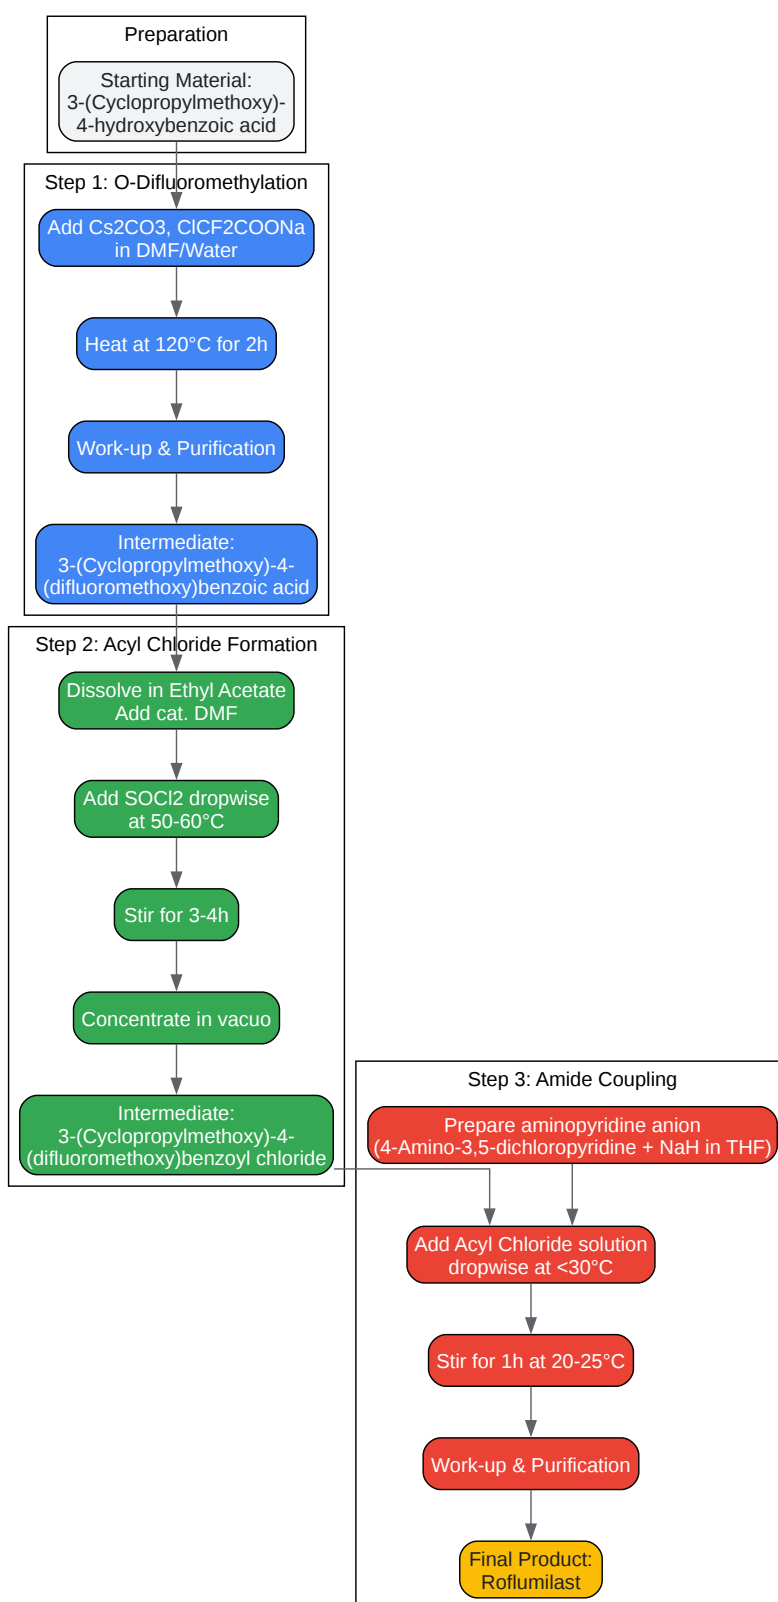 Preparation
Starting Material:
3-(Cyclopropylmethoxy)-
4-hydroxybenzoic acid
Step 1: O-Difluoromethylation
Add Cs2CO3, ClCF2COONa
in DMF/Water
Heat at 120°C for 2h
Work-up & Purification
Intermediate:
3-(Cyclopropylmethoxy)-4-
(difluoromethoxy)benzoic acid
Step 2: Acyl Chloride Formation
Dissolve in Ethyl Acetate
Add cat. DMF
Add SOCl2 dropwise
at 50-60°C
Stir for 3-4h
Concentrate in vacuo
Intermediate:
3-(Cyclopropylmethoxy)-4-
(difluoromethoxy)benzoyl chloride
Step 3: Amide Coupling
Prepare aminopyridine anion
(4-Amino-3,5-dichloropyridine + NaH in THF)
Add Acyl Chloride solution
dropwise at <30°C
Stir for 1h at 20-25°C
Work-up & Purification
Final Product:
Roflumilast